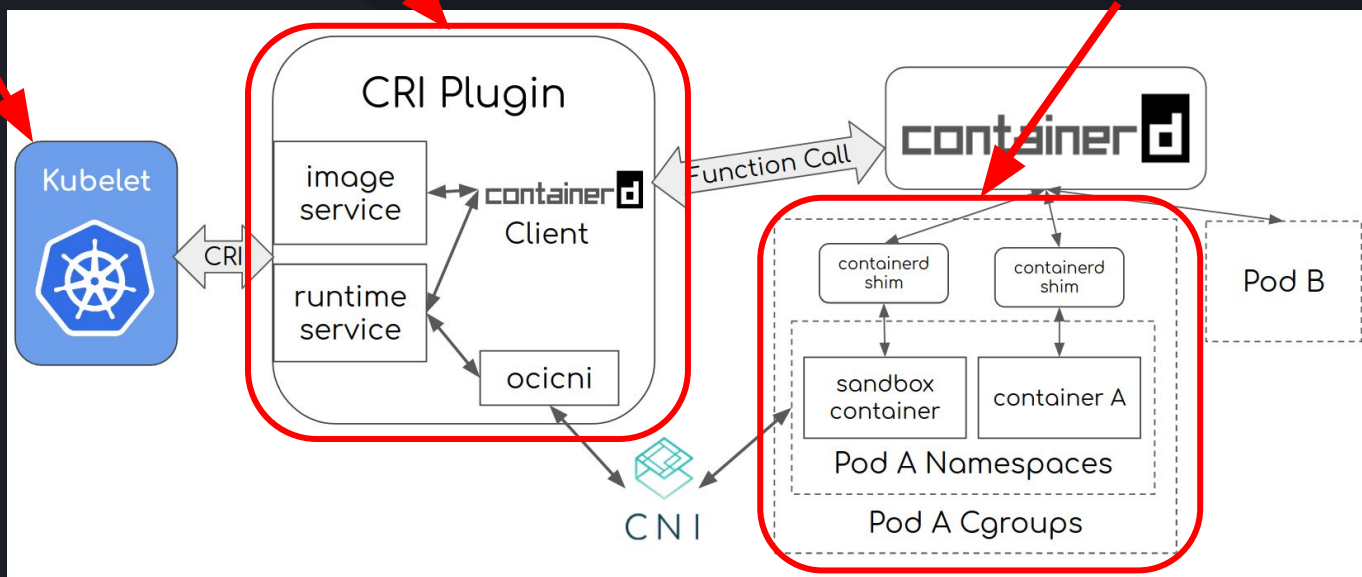 CRI Plugin
Kubelet
CRI
image
service
containerd
Client
runtime
service
ocicni
Function Call
containerd
containerd
shim
containerd
shim
sandbox
container
container A
Pod A Namespaces
Pod A Cgroups
Pod B
CNI